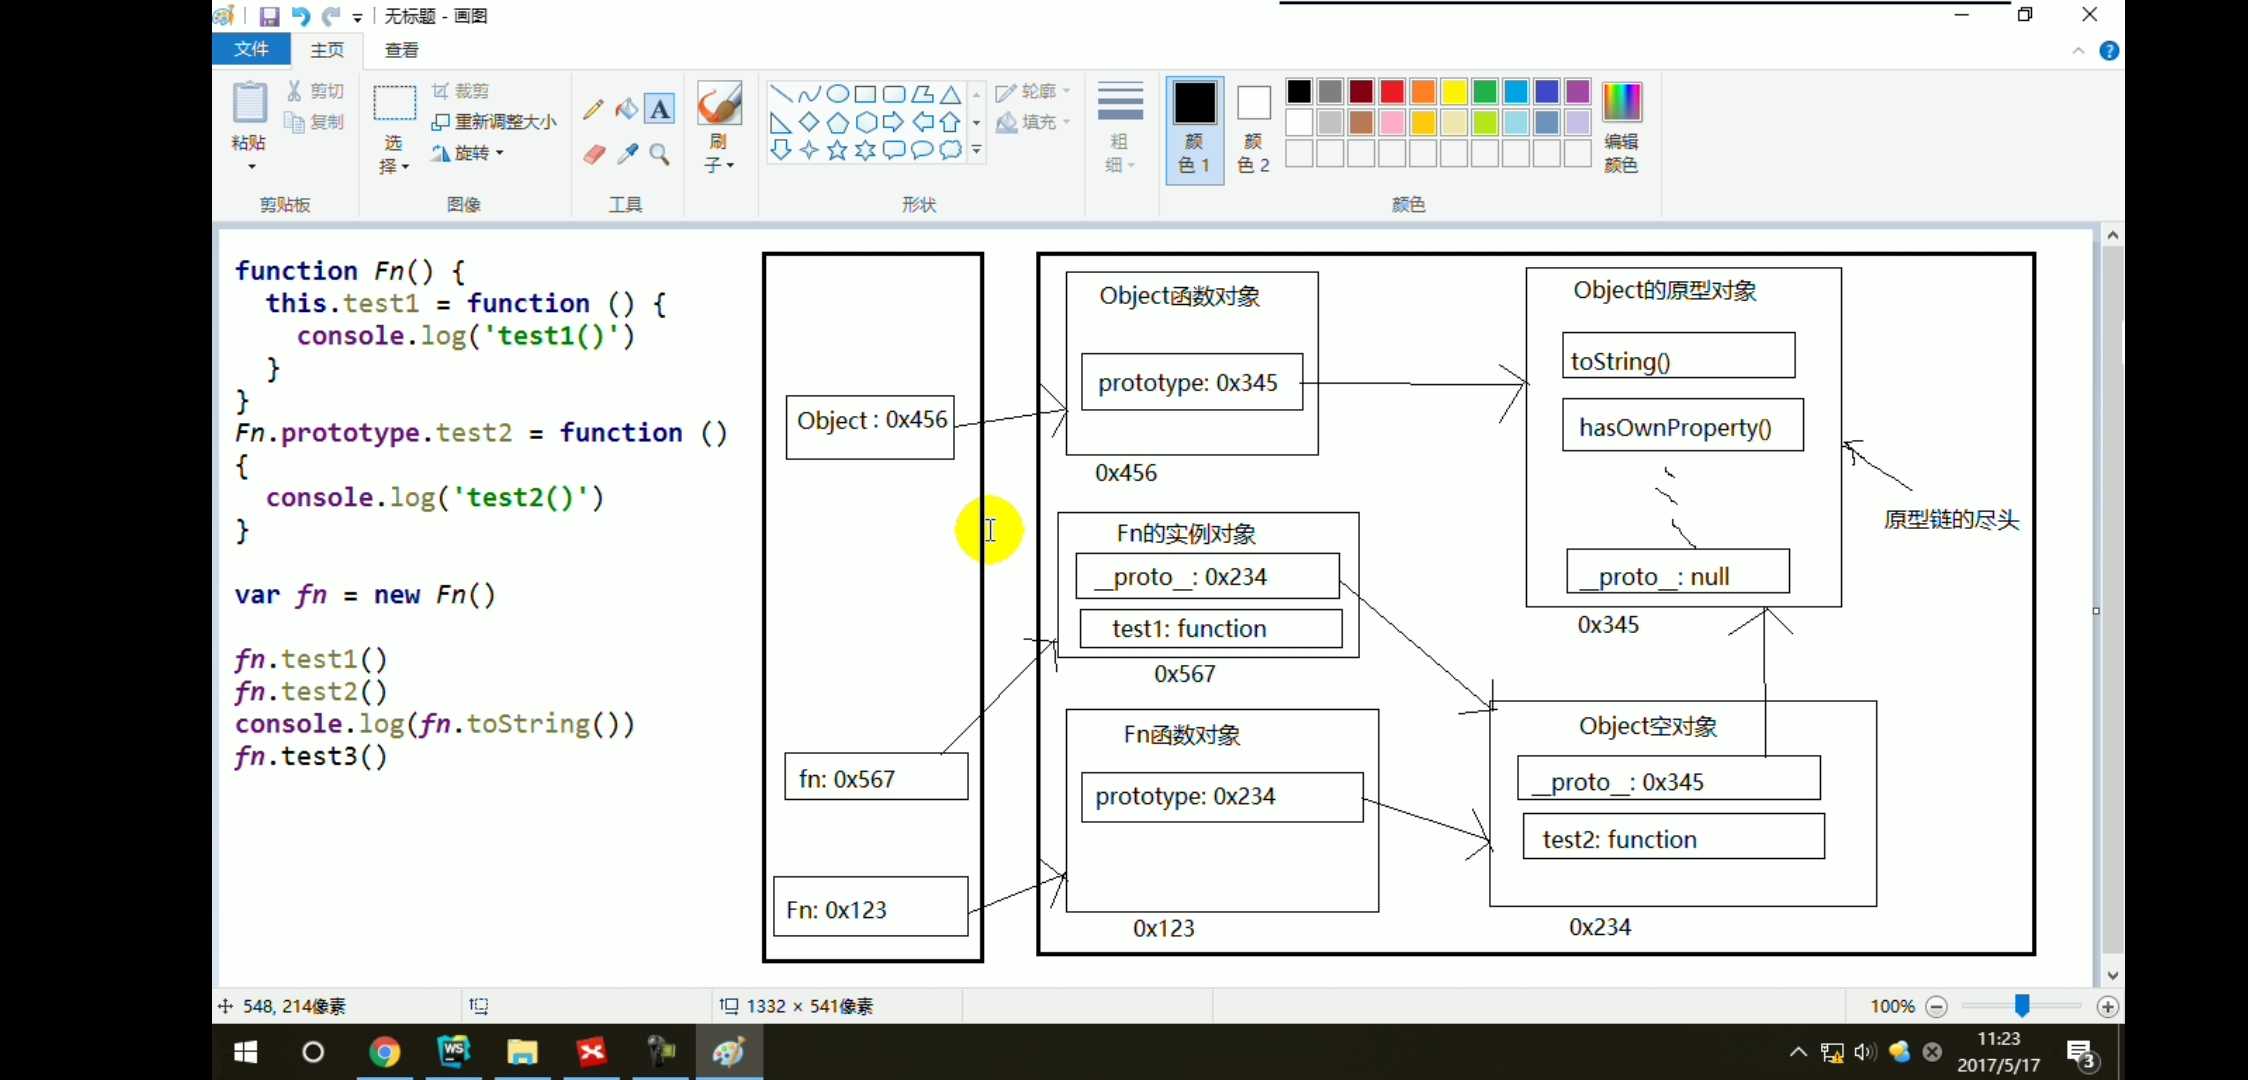 无标题 - 画图
文件 主页 查看
粘贴
剪切
复制
剪贴板
选
择
裁剪
重新调整大小
旋转
图像
A
工具
刷
子
形状
轮廓
填充
粗
细
颜
色 1
颜
色 2
编辑
颜色
颜色
function Fn() {
this.test1 = function () {
console.log('test1()')
}
}
Fn.prototype.test2 = function ()
{
console.log('test2()')
}
var fn = new Fn()
fn.test1()
fn.test2()
console.log(fn.toString())
fn.test3()
Object : 0x456
fn: 0x567
Fn: 0x123
Object函数对象
prototype: 0x345
0x456
Fn的实例对象
__proto__: 0x234
test1: function
0x567
Fn函数对象
prototype: 0x234
0x123
Object的原型对象
toString()
hasOwnProperty()
__proto__: null
0x345
原型链的尽头
Object空对象
__proto__: 0x345
test2: function
0x234
548, 214像素
1332 × 541像素
100%
WS
11:23
2017/5/17
3